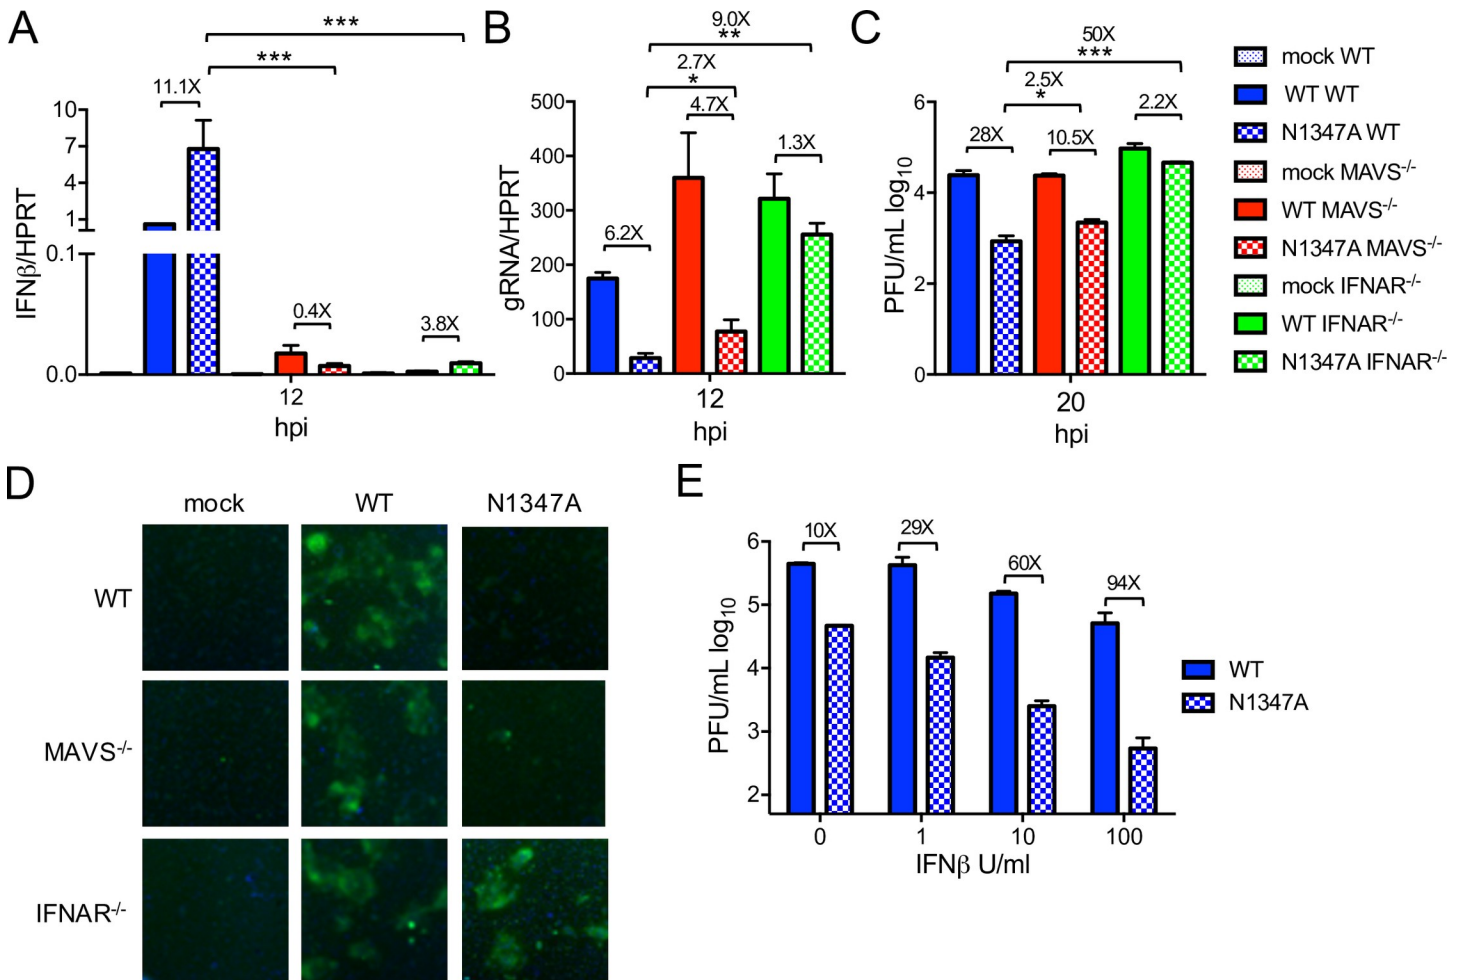 A
***
***
11.1X
10
7
4
1
0.1
0.0
IFNβ/HPRT
0.4X
3.8X
12
hpi
B
9.0X
**
2.7X
*
4.7X
1.3X
6.2X
500
400
300
200
100
0
gRNA/HPRT
12
hpi
C
50X
***
2.5X
*
2.2X
28X
10.5X
6
4
2
0
PFU/mL log10
20
hpi
mock WT
WT WT
N1347A WT
mock MAVS-/-
WT MAVS-/-
N1347A MAVS-/-
mock IFNAR-/-
WT IFNAR-/-
N1347A IFNAR-/-
D
mock WT N1347A
WT
MAVS-/-
IFNAR-/-
E
10X 29X
60X
94X
6
5
4
3
2
PFU/mL log10
0 1 10 100
IFNβ U/ml
WT
N1347A